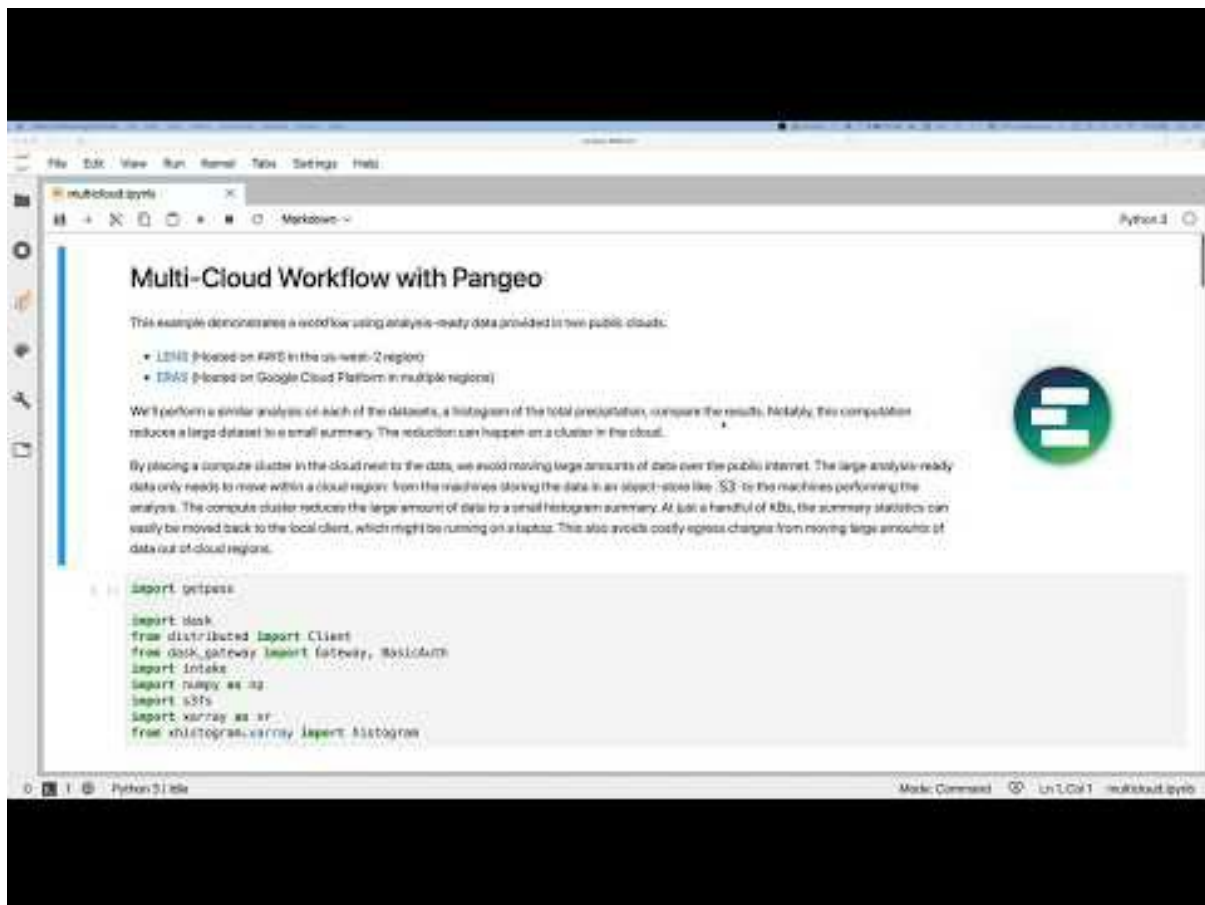 File Edit View Run Kernel Tabs Settings Help
multicloud.ipynb
Markdown
Python 3
Multi-Cloud Workflow with Pangeo
This example demonstrates a workflow using analysis-ready data provided in two public clouds.
• LENS (Hosted on AWS in the us-west-2 region)
• ERA5 (Hosted on Google Cloud Platform in multiple regions)
We'll perform a similar analysis on each of the datasets, a histogram of the total precipitation, compare the results. Notably, this computation
reduces a large dataset to a small summary. The reduction can happen on a cluster in the cloud.
By placing a compute cluster in the cloud next to the data, we avoid moving large amounts of data over the public internet. The large analysis-ready
data only needs to move within a cloud region: from the machines storing the data in an object-store like S3 to the machines performing the
analysis. The compute cluster reduces the large amount of data to a small histogram summary. At just a handful of KBs, the summary statistics can
easily be moved back to the local client, which might be running on a laptop. This also avoids costly egress charges from moving large amounts of
data out of cloud regions.
import getpass
import dask
from distributed import Client
from dask_gateway import Gateway, BasicAuth
import intake
import numpy as np
import s3fs
import xarray as xr
from xhistogram.xarray import histogram
0 1 Python 3 | Idle
Mode: Command Ln 1, Col 1 multicloud.ipynb